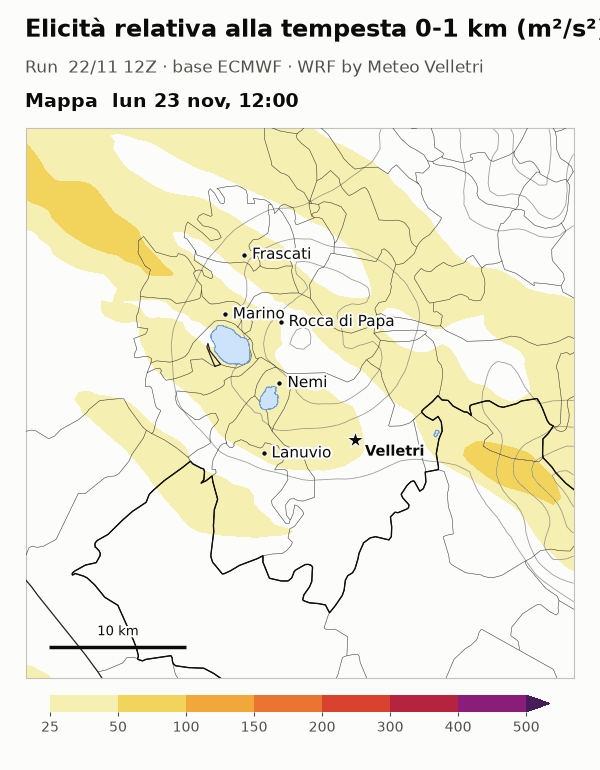 Elicità relativa alla tempesta 0-1 km (m²/s²)
Run 22/11 12Z · base ECMWF · WRF by Meteo Velletri
Mappa lun 23 nov, 12:00
Frascati
Marino
Rocca di Papa
Nemi
Velletri
Lanuvio
10 km
25 50 100 150 200 300 400 500